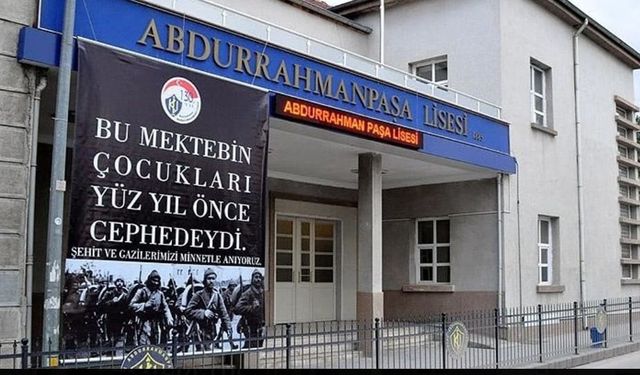 ABDURRAHMANPAŞA LİSESİ
ABDURRAHMAN PAŞA LİSESİ
130
BU MEKTEBİN
ÇOCUKLARI
YÜZ YIL ÖNCE
CEPHEDEYDİ.
ŞEHİT VE GAZİLERİMİZİ MİNNETLE ANIYORUZ.